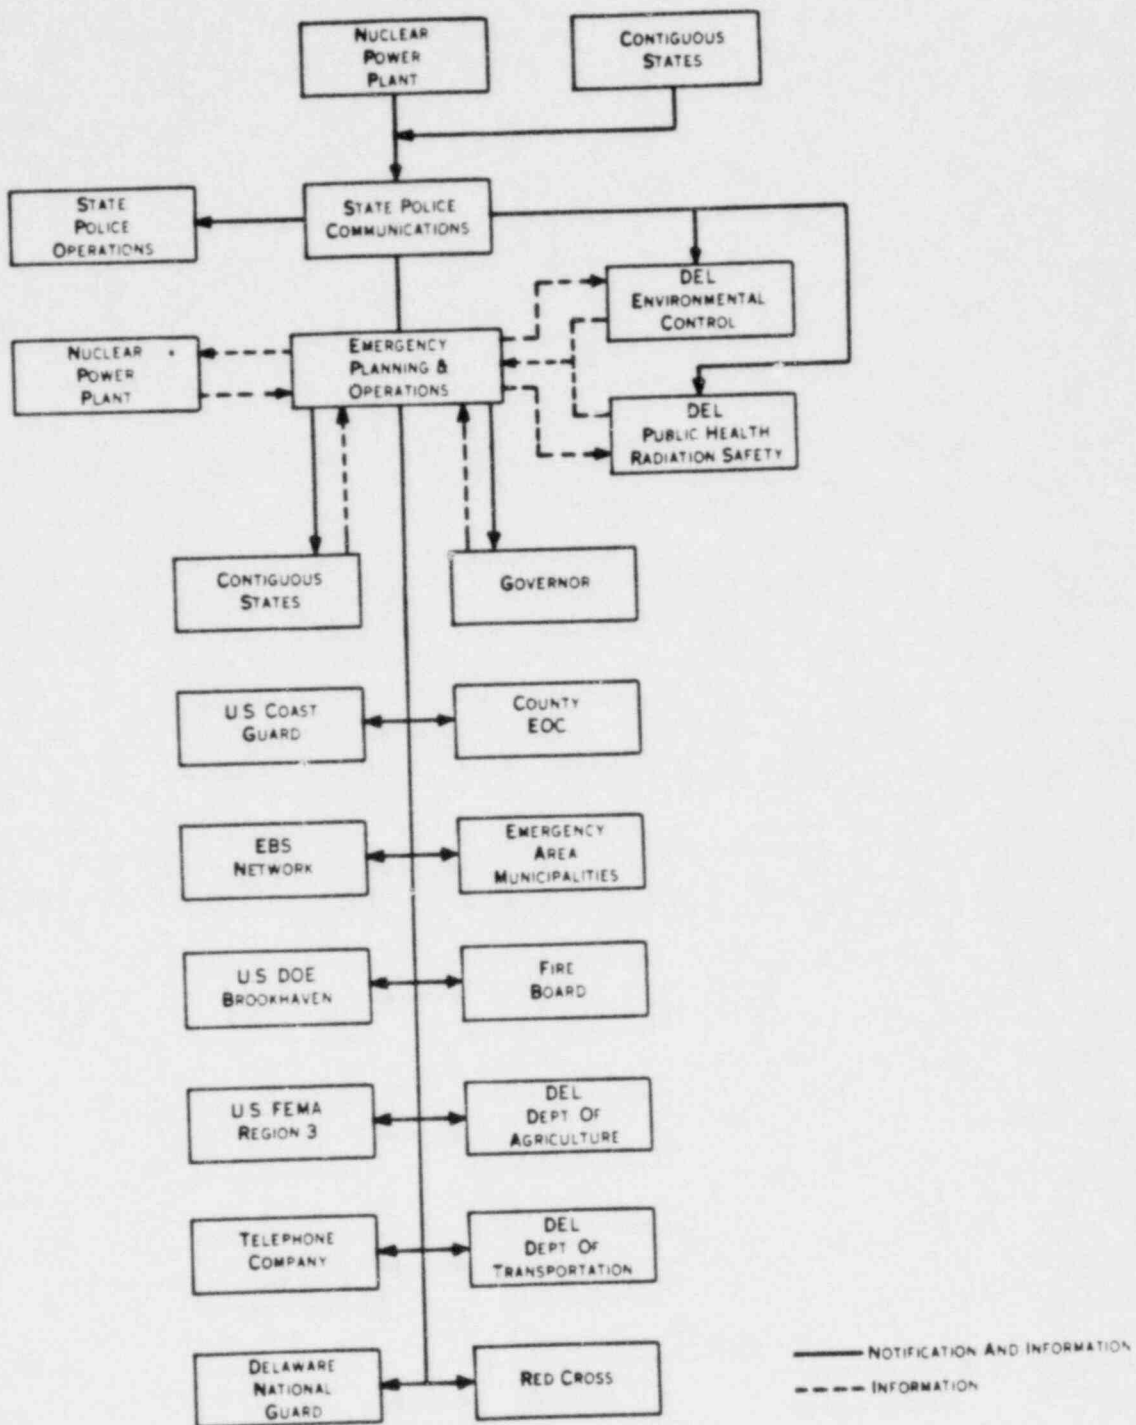 NUCLEAR
POWER
PLANT
CONTIGUOUS
STATES
STATE
POLICE
OPERATIONS
STATE POLICE
COMMUNICATIONS
DEL
ENVIRONMENTAL
CONTROL
NUCLEAR
POWER
PLANT
EMERGENCY
PLANNING &
OPERATIONS
DEL
PUBLIC HEALTH
RADIATION SAFETY
CONTIGUOUS
STATES
GOVERNOR
U.S COAST
GUARD
COUNTY
EOC
EBS
NETWORK
EMERGENCY
AREA
MUNICIPALITIES
U.S DOE
BROOKHAVEN
FIRE
BOARD
U.S FEMA
REGION 3
DEL
DEPT OF
AGRICULTURE
TELEPHONE
COMPANY
DEL
DEPT OF
TRANSPORTATION
DELAWARE
NATIONAL
GUARD
RED CROSS
NOTIFICATION AND INFORMATION
INFORMATION